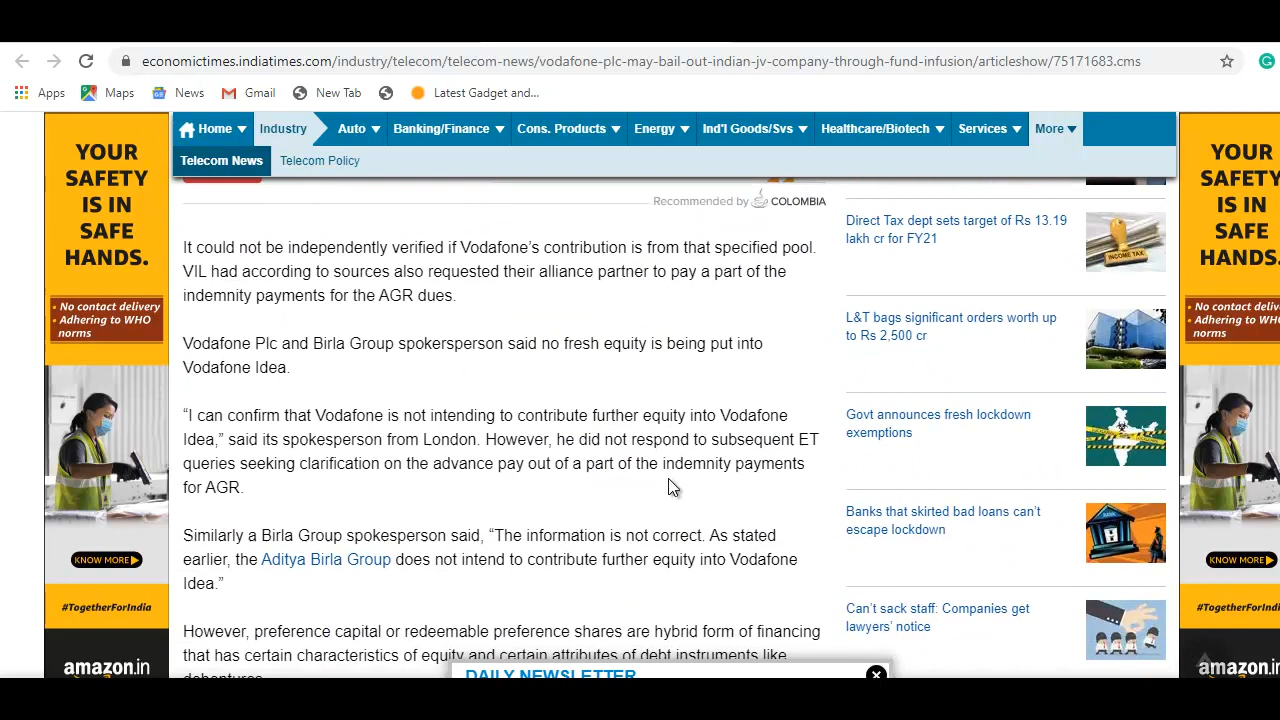 economictimes.indiatimes.com/industry/telecom/telecom-news/vodafone-plc-may-bail-out-indian-jv-company-through-fund-infusion/articleshow/75171683.cms
Apps Maps News Gmail New Tab Latest Gadget and...
Home Industry Auto Banking/Finance Cons. Products Energy Ind'l Goods/Svs Healthcare/Biotech Services More
Telecom News Telecom Policy
YOUR
SAFETY
IS IN
SAFE
HANDS.
• No contact delivery
• Adhering to WHO
norms
KNOW MORE
#TogetherForIndia
amazon.in
Recommended by COLOMBIA
It could not be independently verified if Vodafone's contribution is from that specified pool.
VIL had according to sources also requested their alliance partner to pay a part of the
indemnity payments for the AGR dues.
Vodafone Plc and Birla Group spokersperson said no fresh equity is being put into
Vodafone Idea.
“I can confirm that Vodafone is not intending to contribute further equity into Vodafone
Idea,” said its spokesperson from London. However, he did not respond to subsequent ET
queries seeking clarification on the advance pay out of a part of the indemnity payments
for AGR.
Similarly a Birla Group spokesperson said, “The information is not correct. As stated
earlier, the Aditya Birla Group does not intend to contribute further equity into Vodafone
Idea.”
However, preference capital or redeemable preference shares are hybrid form of financing
that has certain characteristics of equity and certain attributes of debt instruments like
debentures
DAILY NEWSLETTER
Direct Tax dept sets target of Rs 13.19
lakh cr for FY21
INCOME TAX
L&T bags significant orders worth up
to Rs 2,500 cr
Govt announces fresh lockdown
exemptions
Banks that skirted bad loans can't
escape lockdown
Can't sack staff: Companies get
lawyers' notice
YOUR
SAFETY
IS IN
SAFE
HANDS.
• No contact delivery
• Adhering to WHO
norms
KNOW MORE
#TogetherForIndia
amazon.in